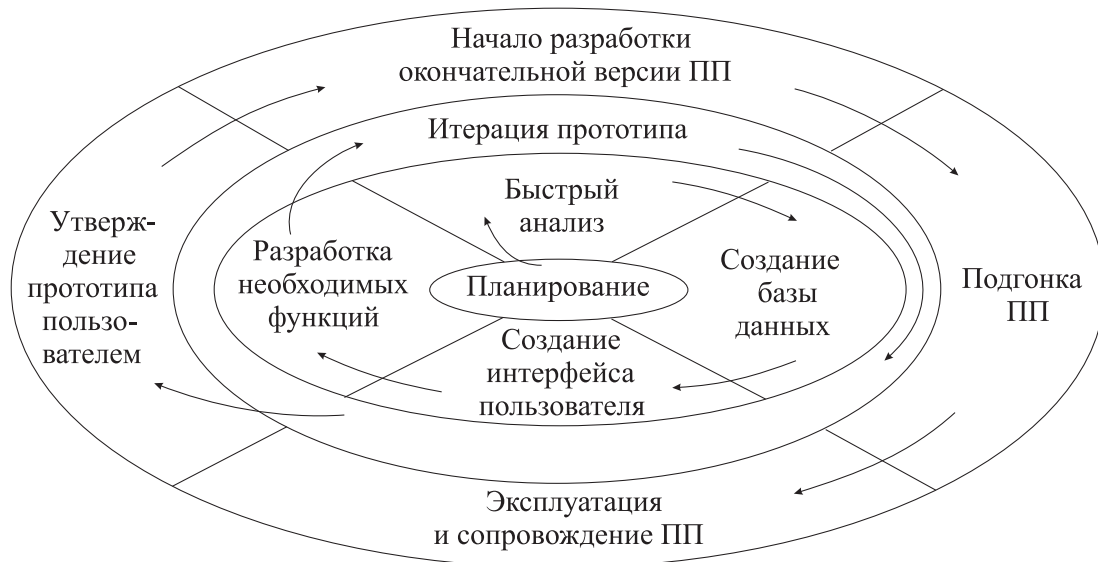 Начало разработки
окончательной версии ПП
Итерация прототипа
Быстрый
анализ
Утверж-
дение
прототипа
пользо-
вателем
Разработка
необходимых
функций
Планирование
Создание
базы
данных
Подгонка
ПП
Создание
интерфейса
пользователя
Эксплуатация
и сопровождение ПП